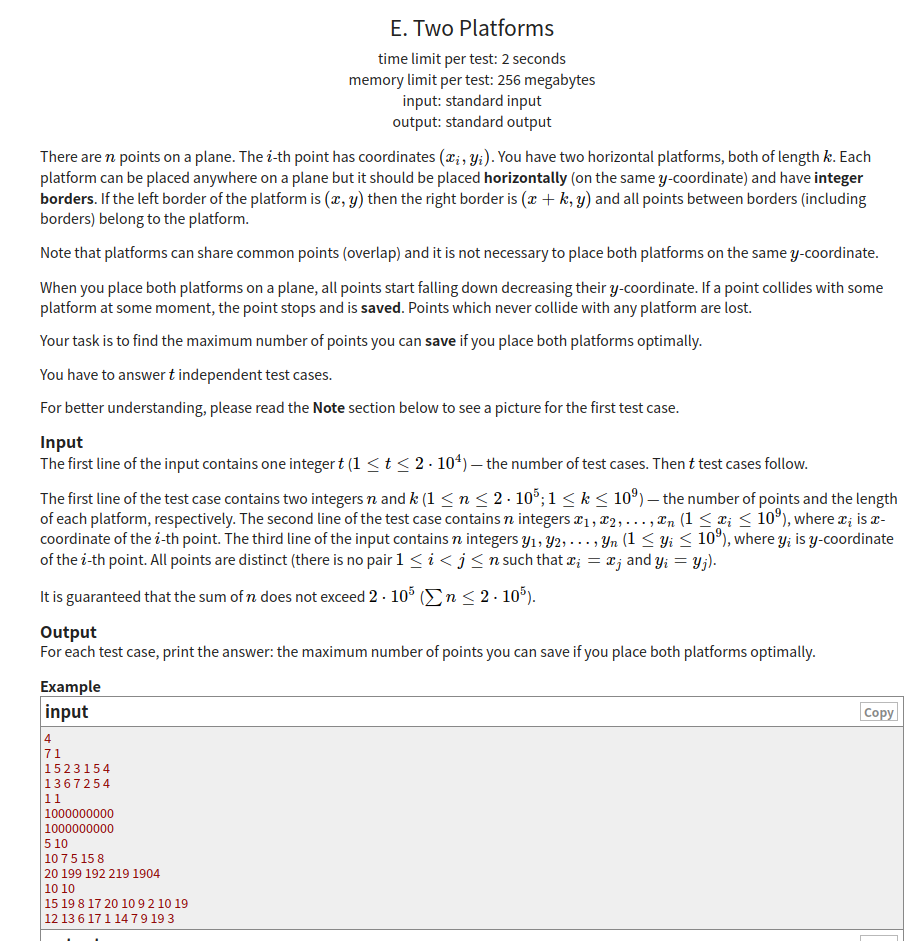 E. Two Platforms
time limit per test: 2 seconds
memory limit per test: 256 megabytes
input: standard input
output: standard output
There are n points on a plane. The i-th point has coordinates (x_i, y_i). You have two horizontal platforms, both of length k. Each
platform can be placed anywhere on a plane but it should be placed horizontally (on the same y-coordinate) and have integer
borders. If the left border of the platform is (x, y) then the right border is (x + k, y) and all points between borders (including
borders) belong to the platform.
Note that platforms can share common points (overlap) and it is not necessary to place both platforms on the same y-coordinate.
When you place both platforms on a plane, all points start falling down decreasing their y-coordinate. If a point collides with some
platform at some moment, the point stops and is saved. Points which never collide with any platform are lost.
Your task is to find the maximum number of points you can save if you place both platforms optimally.
You have to answer t independent test cases.
For better understanding, please read the Note section below to see a picture for the first test case.
Input
The first line of the input contains one integer t (1 ≤ t ≤ 2 · 10^4) — the number of test cases. Then t test cases follow.
The first line of the test case contains two integers n and k (1 ≤ n ≤ 2 · 10^5; 1 ≤ k ≤ 10^9) — the number of points and the length
of each platform, respectively. The second line of the test case contains n integers x_1, x_2, . . . , x_n (1 ≤ x_i ≤ 10^9), where x_i is x-
coordinate of the i-th point. The third line of the input contains n integers y_1, y_2, . . . , y_n (1 ≤ y_i ≤ 10^9), where y_i is y-coordinate
of the i-th point. All points are distinct (there is no pair 1 ≤ i < j ≤ n such that x_i = x_j and y_i = y_j).
It is guaranteed that the sum of n does not exceed 2 · 10^5 (∑ n ≤ 2 · 10^5).
Output
For each test case, print the answer: the maximum number of points you can save if you place both platforms optimally.
Example
input Copy
4
7 1
1 5 2 3 1 5 4
1 3 6 7 2 5 4
1 1
1000000000
1000000000
5 10
10 7 5 15 8
20 199 192 219 1904
10 10
15 19 8 17 20 10 9 2 10 19
12 13 6 17 1 14 7 9 19 3